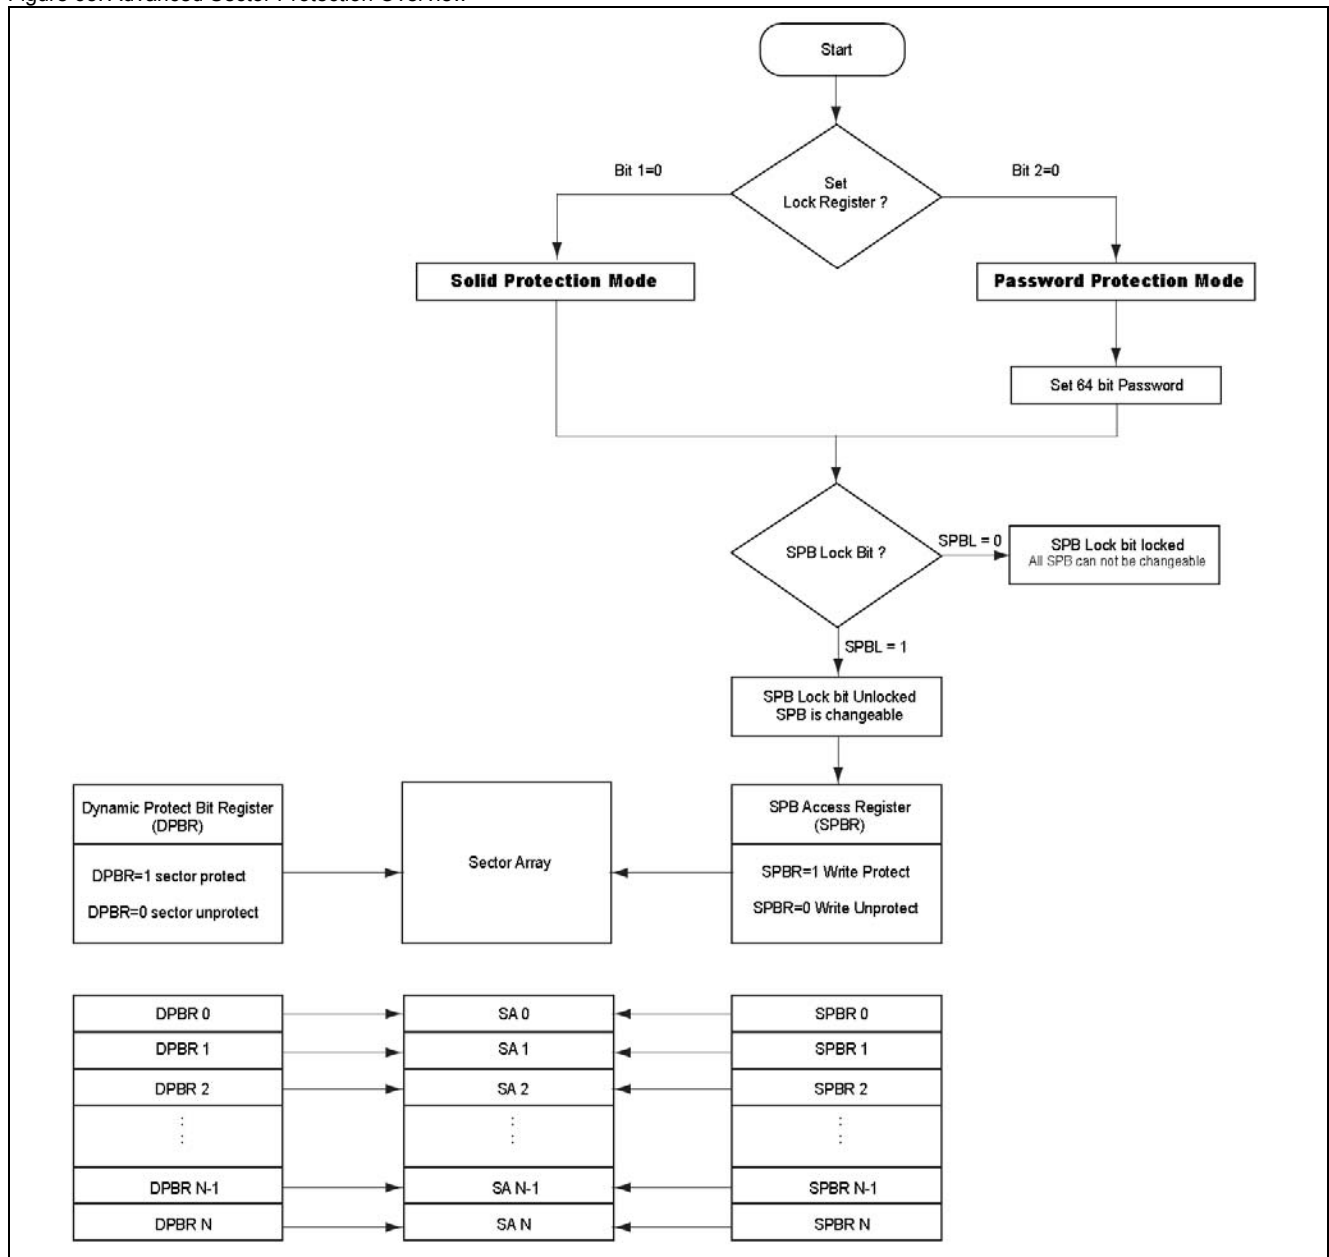 Start
Set
Lock Register ?
Bit 1=0
Bit 2=0
Solid Protection Mode
Password Protection Mode
Set 64 bit Password
SPB Lock Bit ?
SPBL = 0
SPB Lock bit locked
All SPB can not be changeable
SPBL = 1
SPB Lock bit Unlocked
SPB is changeable
Dynamic Protect Bit Register
(DPBR)
DPBR=1 sector protect
DPBR=0 sector unprotect
Sector Array
SPB Access Register
(SPBR)
SPBR=1 Write Protect
SPBR=0 Write Unprotect
DPBR 0
SA 0
SPBR 0
DPBR 1
SA 1
SPBR 1
DPBR 2
SA 2
SPBR 2
DPBR N-1
SA N-1
SPBR N-1
DPBR N
SA N
SPBR N